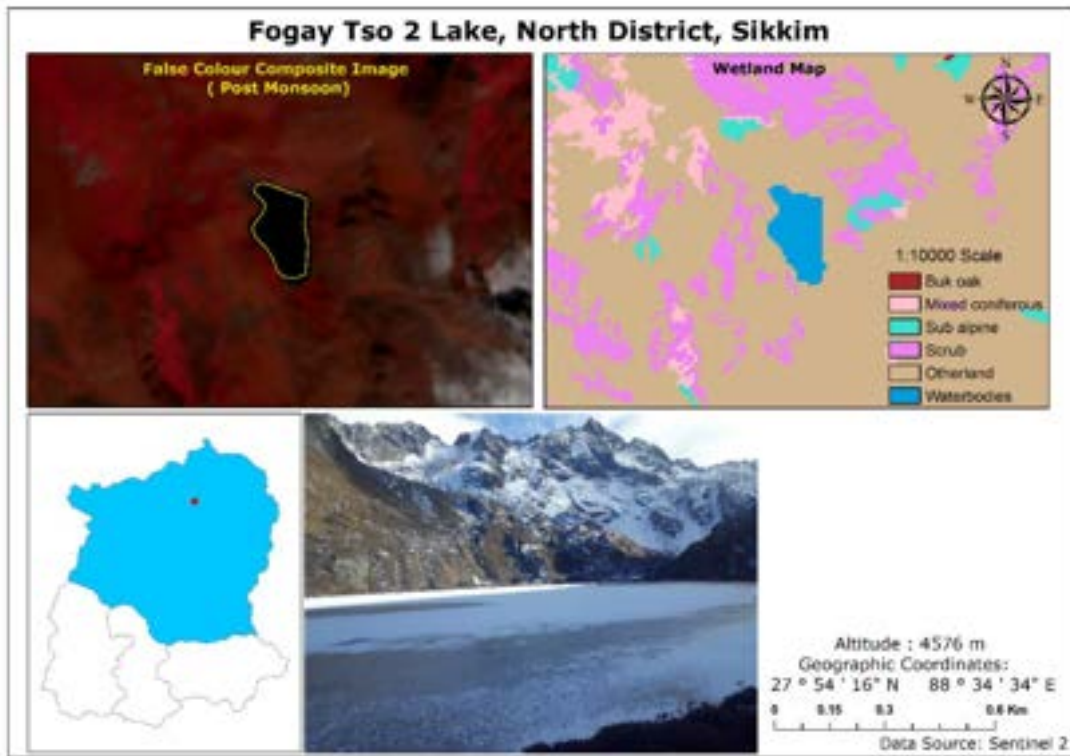 Fogay Tso 2 Lake, North District, Sikkim
False Colour Composite Image
( Post Monsoon)
Wetland Map
N
W E
S
1:10000 Scale
Buk oak
Mixed coniferous
Sub alpine
Scrub
Otherland
Waterbodies
Altitude : 4576 m
Geographic Coordinates:
27 ° 54 ' 16" N 88 ° 34 ' 34" E
0 0.15 0.3 0.6 Km
Data Source: Sentinel 2